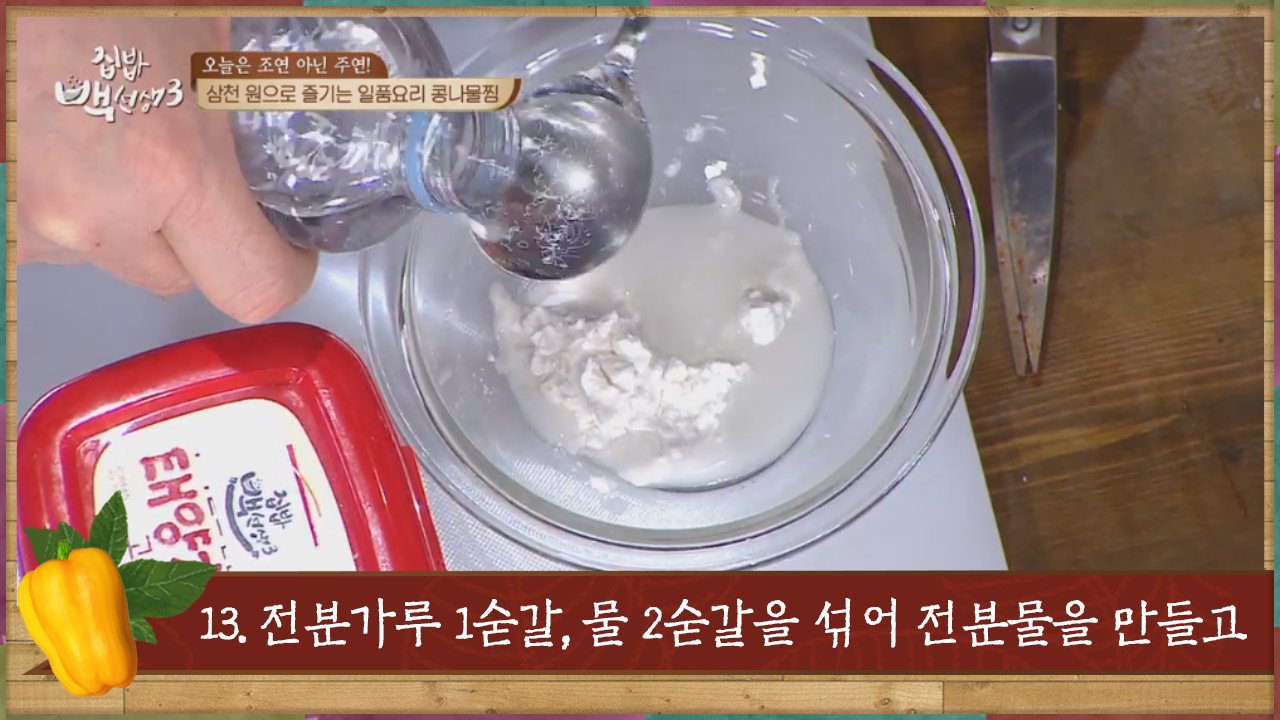 집밥
백선생3
오늘은 조연 아닌 주연!
삼천 원으로 즐기는 일품요리 콩나물찜
집밥
백선생3
태양
13. 전분가루 1숟갈, 물 2숟갈을 섞어 전분물을 만들고